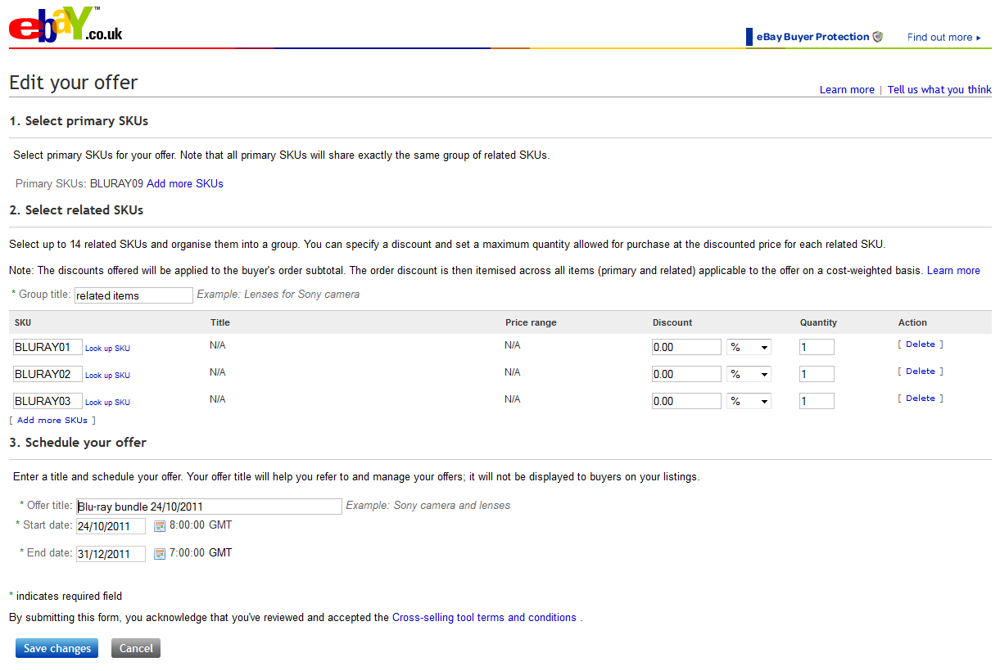 ebaY™.co.uk
eBay Buyer Protection Find out more ▸
Edit your offer
Learn more | Tell us what you think
1. Select primary SKUs
Select primary SKUs for your offer. Note that all primary SKUs will share exactly the same group of related SKUs.
Primary SKUs: BLURAY09 Add more SKUs
2. Select related SKUs
Select up to 14 related SKUs and organise them into a group. You can specify a discount and set a maximum quantity allowed for purchase at the discounted price for each related SKU.
Note: The discounts offered will be applied to the buyer's order subtotal. The order discount is then itemised across all items (primary and related) applicable to the offer on a cost-weighted basis. Learn more
* Group title: related items Example: Lenses for Sony camera
SKU Title Price range Discount Quantity Action
BLURAY01 Look up SKU N/A N/A 0.00 % 1 [ Delete ]
BLURAY02 Look up SKU N/A N/A 0.00 % 1 [ Delete ]
BLURAY03 Look up SKU N/A N/A 0.00 % 1 [ Delete ]
[ Add more SKUs ]
3. Schedule your offer
Enter a title and schedule your offer. Your offer title will help you refer to and manage your offers; it will not be displayed to buyers on your listings.
* Offer title: Blu-ray bundle 24/10/2011 Example: Sony camera and lenses
* Start date: 24/10/2011 8:00:00 GMT
* End date: 31/12/2011 7:00:00 GMT
* indicates required field
By submitting this form, you acknowledge that you've reviewed and accepted the Cross-selling tool terms and conditions .
Save changes Cancel